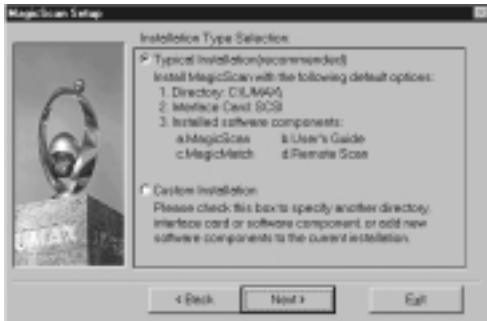 MagicScan Setup
Installation Type Selection:
Typical Installation(recommended)
Install MagicScan with the following default options:
1. Directory: C:\UMAX\
2. Interface Card: SCSI
3. Installed software components:
a.MagicScan b.User's Guide
c.MagicMatch d.Remote Scan
Custom Installation
Please check this box to specify another directory,
interface card or software component, or add new
software components to the current installation.
UMAX
< Back Next > Exit